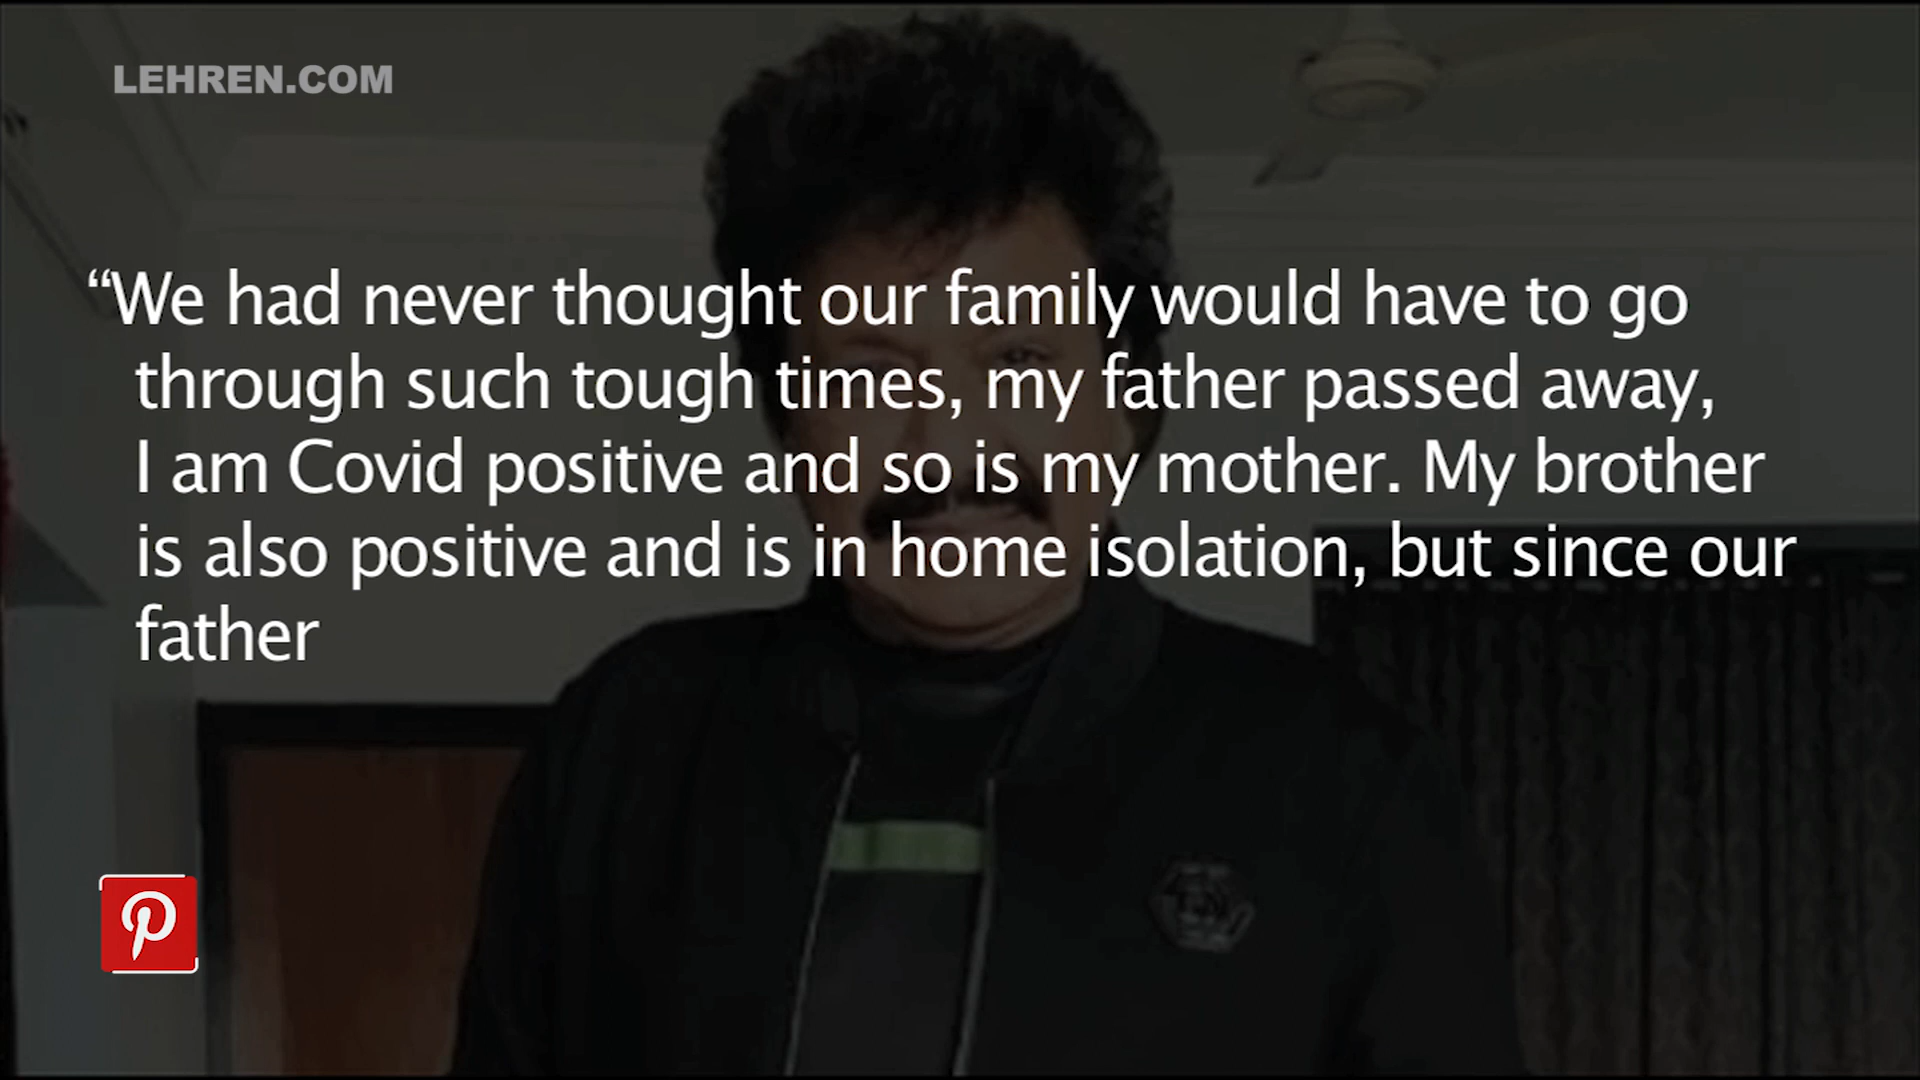 LEHREN.COM
“We had never thought our family would have to go
through such tough times, my father passed away,
I am Covid positive and so is my mother. My brother
is also positive and is in home isolation, but since our
father